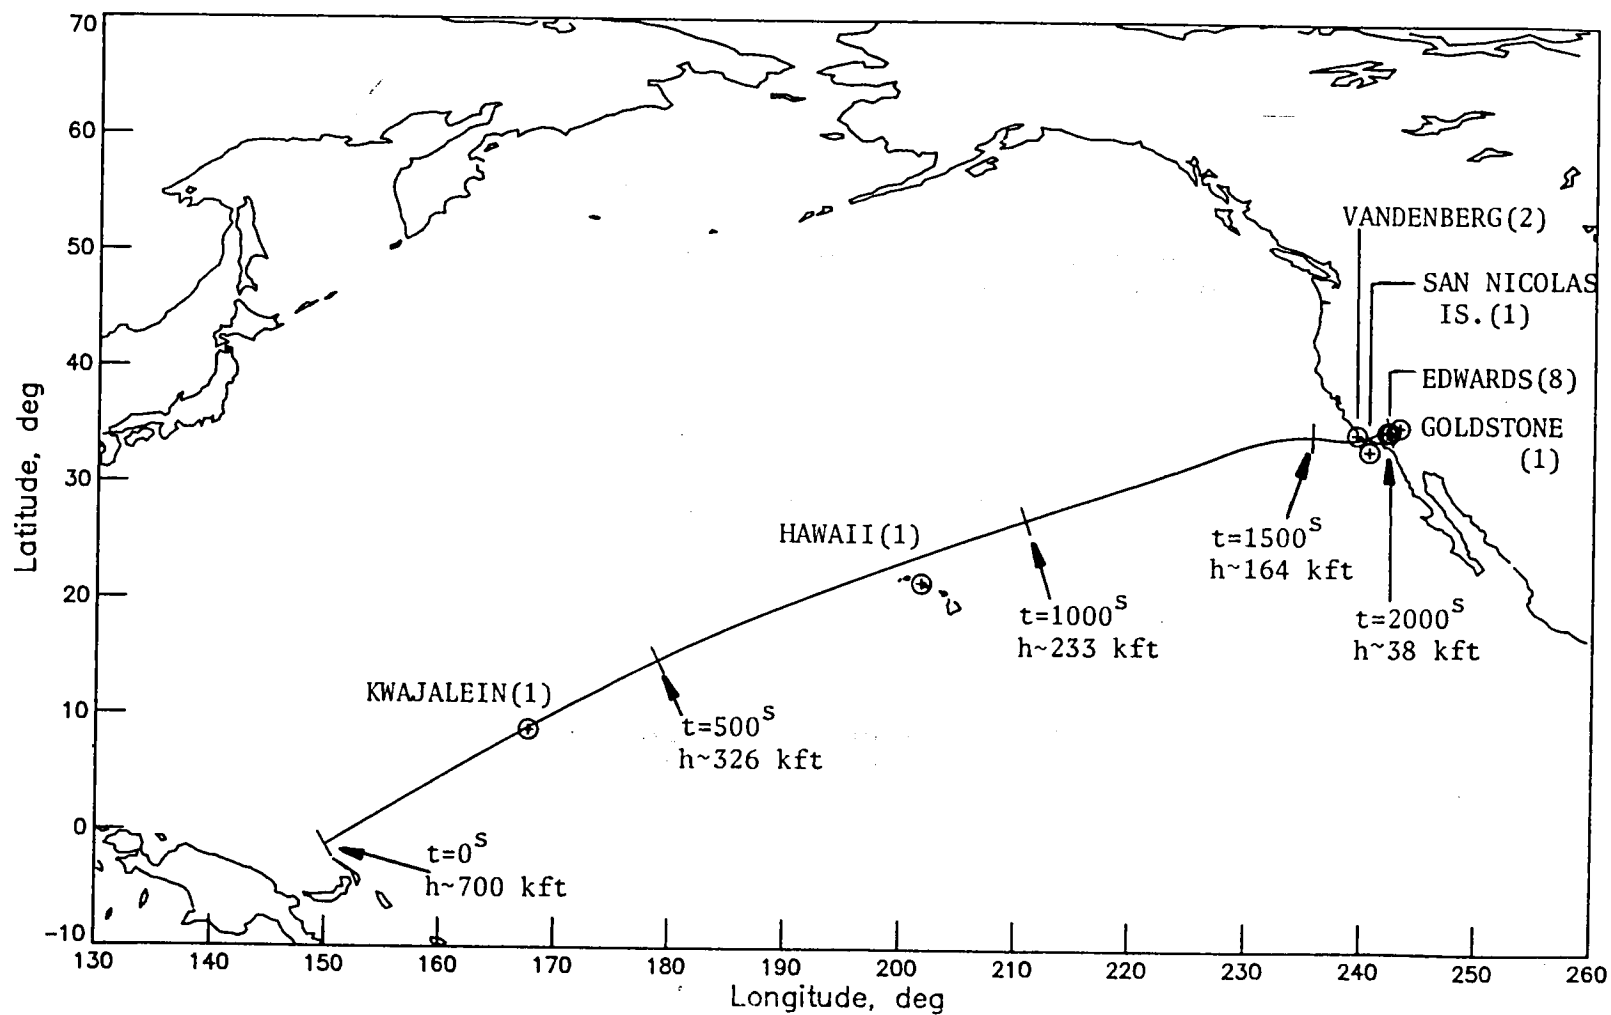 70
60
50
40
30
20
10
0
-10
Latitude, deg
VANDENBERG(2)
SAN NICOLAS
IS.(1)
EDWARDS(8)
GOLDSTONE
(1)
HAWAII(1)
t=1500s
h~164 kft
t=1000s
h~233 kft
t=2000s
h~38 kft
KWAJALEIN(1)
t=500s
h~326 kft
t=0s
h~700 kft
130 140 150 160 170 180 190 200 210 220 230 240 250 260
Longitude, deg